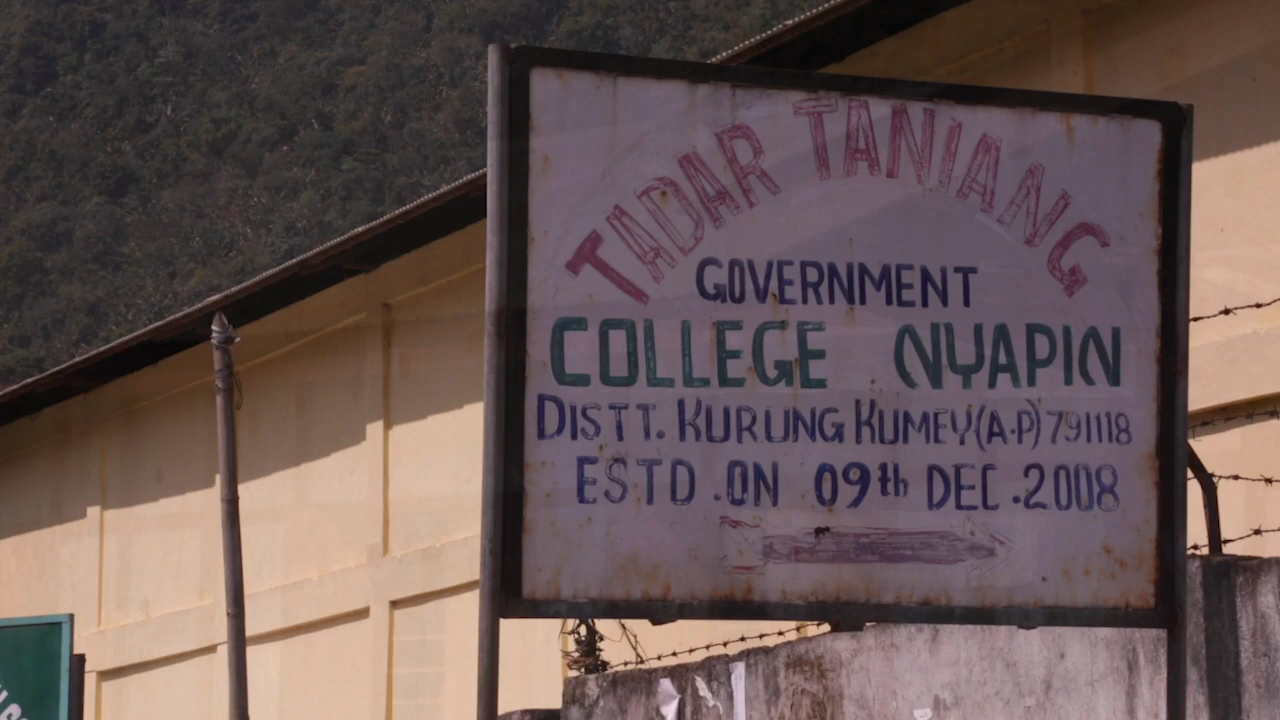 TADAR TANIANG
GOVERNMENT
COLLEGE NYAPIN
DISTT. KURUNG KUMEY(A.P) 791118
ESTD .ON 09th DEC .2008